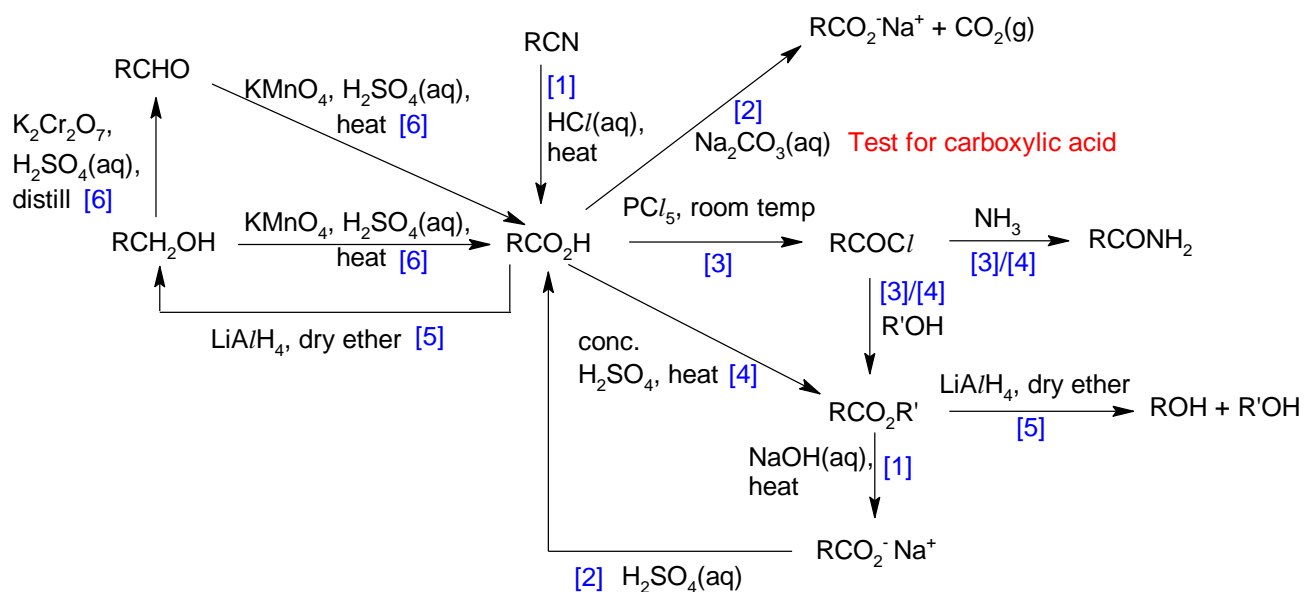 RCO₂⁻Na⁺ + CO₂(g)
RCN
RCHO
KMnO₄, H₂SO₄(aq),
heat [6]
[1]
HCl(aq),
heat
[2]
Na₂CO₃(aq) Test for carboxylic acid
K₂Cr₂O₇,
H₂SO₄(aq),
distill [6]
RCH₂OH
KMnO₄, H₂SO₄(aq),
heat [6]
RCO₂H
PCl₅, room temp
[3]
RCOCl
NH₃
[3]/[4]
RCONH₂
LiAlH₄, dry ether [5]
[3]/[4]
R'OH
conc.
H₂SO₄, heat [4]
RCO₂R'
LiAlH₄, dry ether
[5]
ROH + R'OH
NaOH(aq),
heat
[1]
RCO₂⁻ Na⁺
[2] H₂SO₄(aq)